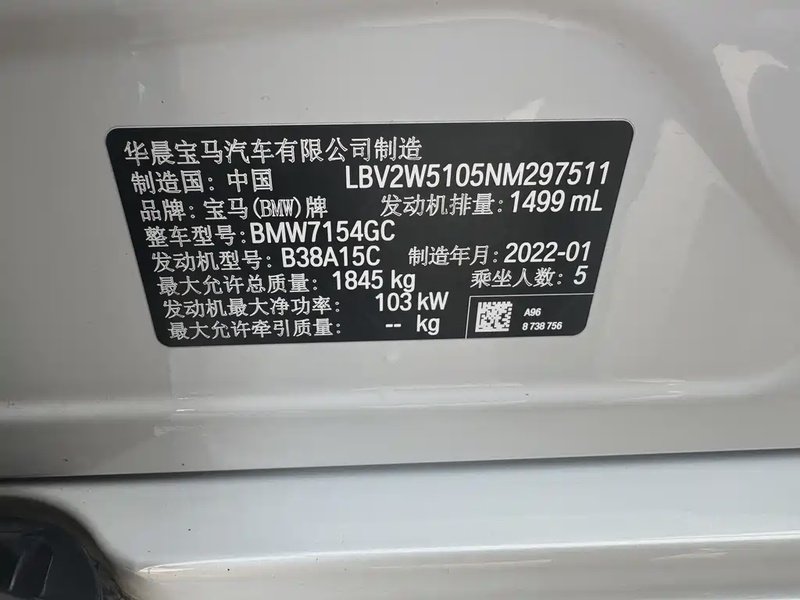 华晨宝马汽车有限公司制造
制造国: 中国 LBV2W5105NM297511
品牌: 宝马(BMW)牌 发动机排量: 1499 mL
整车型号: BMW7154GC
发动机型号: B38A15C 制造年月: 2022-01
最大允许总质量: 1845 kg 乘坐人数: 5
发动机最大净功率: 103 kW
最大允许牵引质量: -- kg
A96
8 738 756